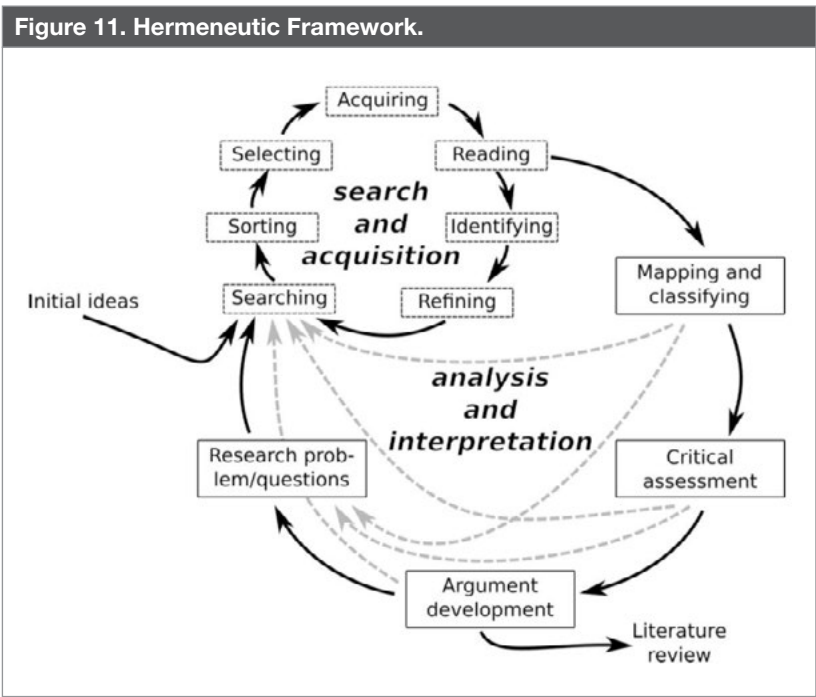 Figure 11. Hermeneutic Framework.
Acquiring
Selecting
Reading
search
and
acquisition
Sorting
Identifying
Searching
Refining
Initial ideas
Mapping and
classifying
analysis
and
interpretation
Research prob-
lem/questions
Critical
assessment
Argument
development
Literature
review